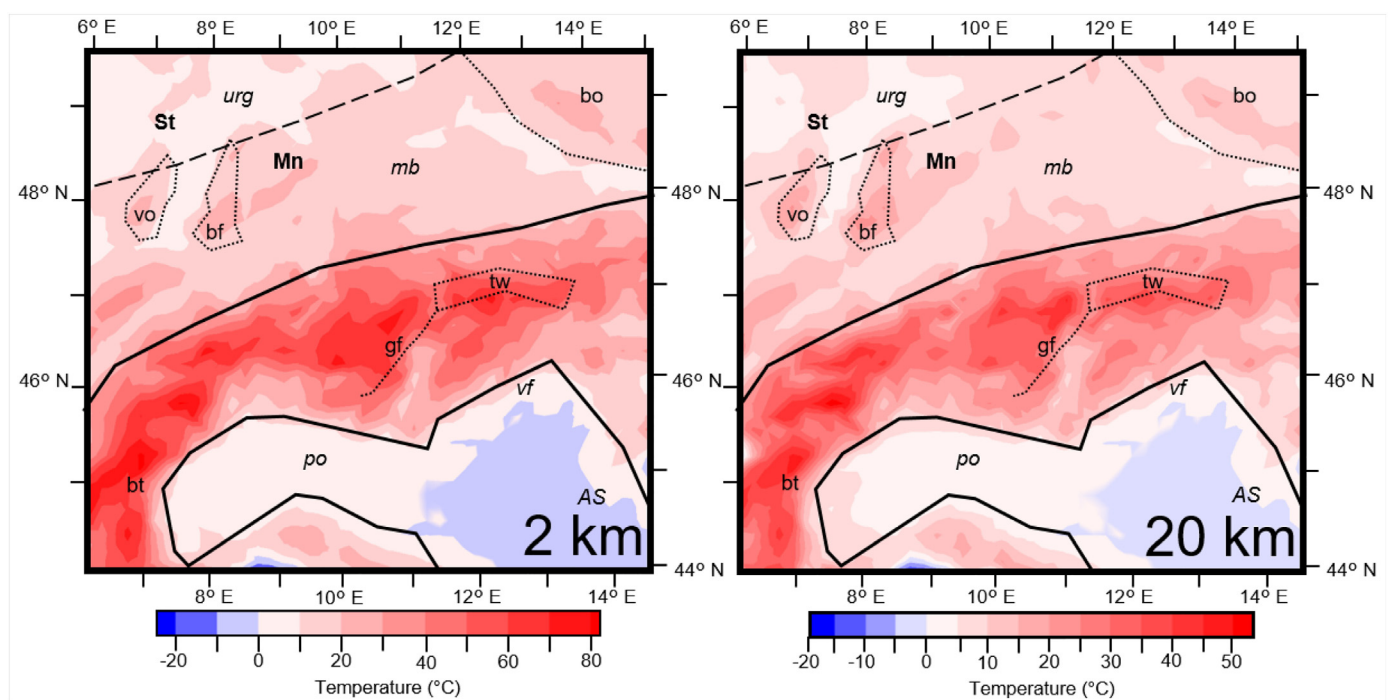 6º E 8º E 10º E 12º E 14º E
48º N
46º N
44º N
urg
St
bo
Mn
mb
vo
bf
tw
gf
vf
po
bt
AS
2 km
8º E 10º E 12º E 14º E
-20 0 20 40 60 80
Temperature (°C)
6º E 8º E 10º E 12º E 14º E
48º N
46º N
44º N
urg
St
bo
Mn
mb
vo
bf
tw
gf
vf
po
bt
AS
20 km
8º E 10º E 12º E 14º E
-20 -10 0 10 20 30 40 50
Temperature (°C)